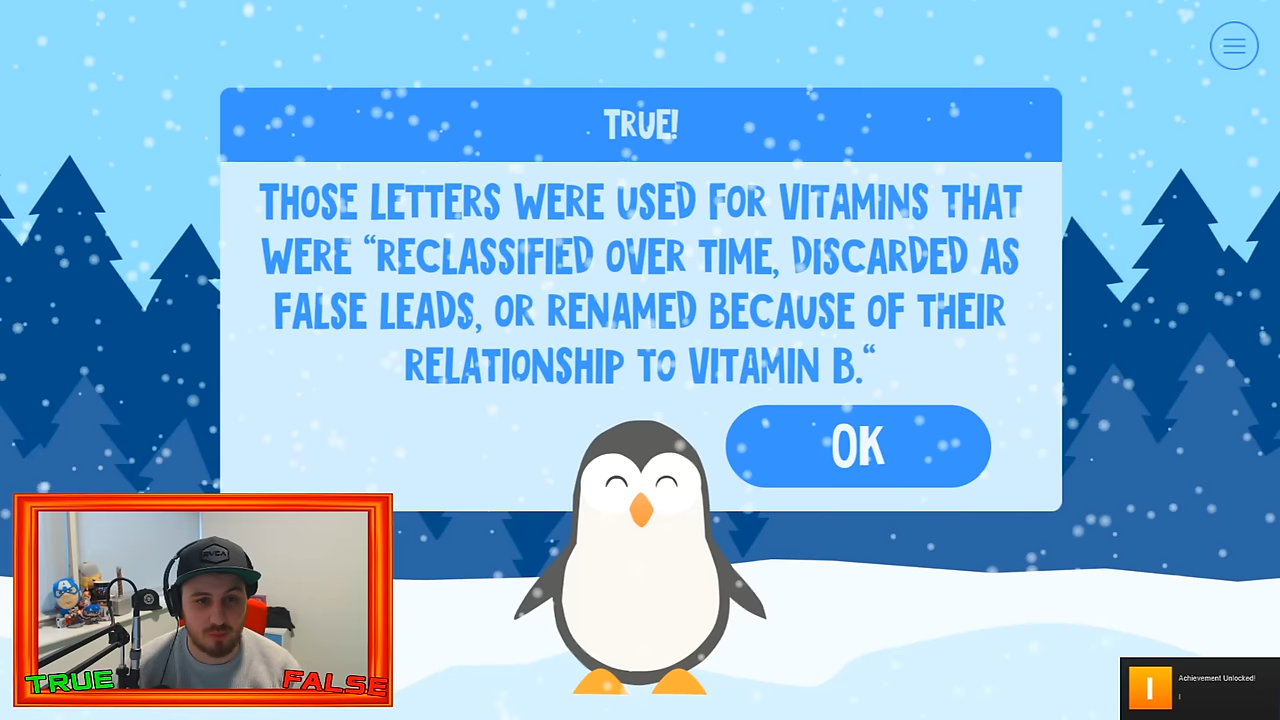 TRUE!
THOSE LETTERS WERE USED FOR VITAMINS THAT
WERE “RECLASSIFIED OVER TIME, DISCARDED AS
FALSE LEADS, OR RENAMED BECAUSE OF THEIR
RELATIONSHIP TO VITAMIN B.“
OK
RVCA
TRUE
FALSE
I
Achievement Unlocked!
I